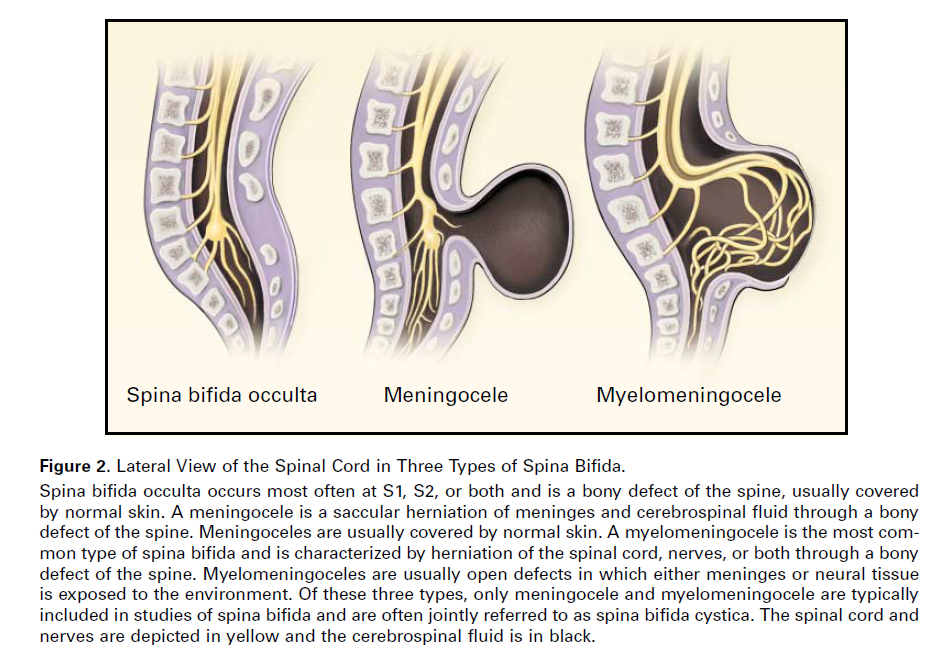 Spina bifida occulta
Meningocele
Myelomeningocele
Figure 2. Lateral View of the Spinal Cord in Three Types of Spina Bifida.
Spina bifida occulta occurs most often at S1, S2, or both and is a bony defect of the spine, usually covered
by normal skin. A meningocele is a saccular herniation of meninges and cerebrospinal fluid through a bony
defect of the spine. Meningoceles are usually covered by normal skin. A myelomeningocele is the most com-
mon type of spina bifida and is characterized by herniation of the spinal cord, nerves, or both through a bony
defect of the spine. Myelomeningoceles are usually open defects in which either meninges or neural tissue
is exposed to the environment. Of these three types, only meningocele and myelomeningocele are typically
included in studies of spina bifida and are often jointly referred to as spina bifida cystica. The spinal cord and
nerves are depicted in yellow and the cerebrospinal fluid is in black.